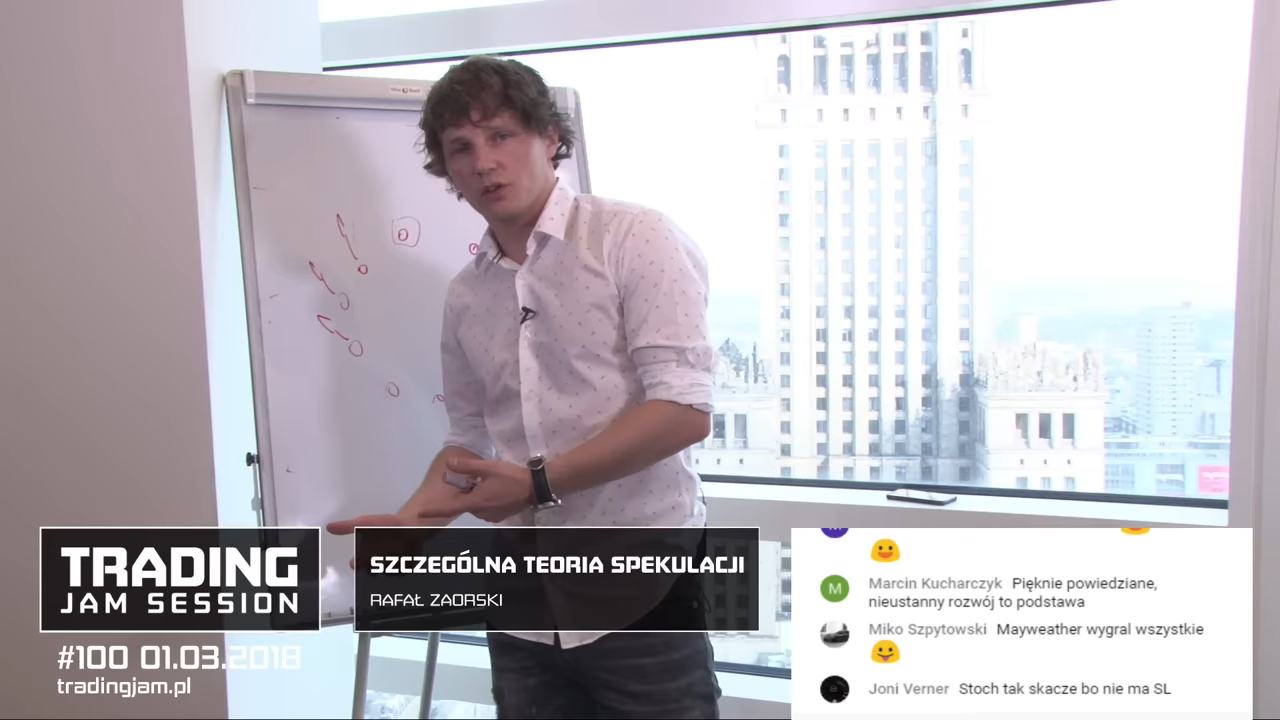 TRADING
JAM SESSION
#100 01.03.2018
tradingjam.pl
SZCZEGÓLNA TEORIA SPEKULACJI
RAFAŁ ZAORSKI
M
Marcin Kucharczyk Pięknie powiedziane,
nieustanny rozwój to podstawa
Miko Szpytowski Mayweather wygral wszystkie
Joni Verner Stoch tak skacze bo nie ma SL